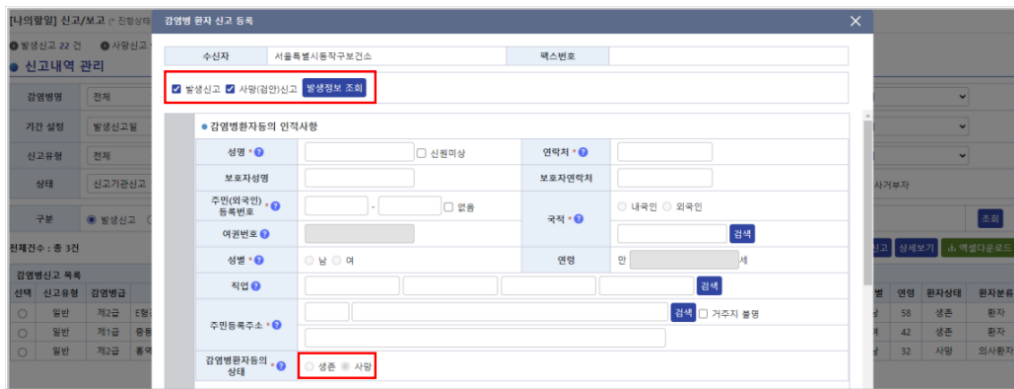 [나의할일] 신고/보고 (* 진행상태
감염병 환자 신고 등록
발생신고 22 건 사망신고
신고내역 관리
수신자 서울특별시동작구보건소 팩스번호
발생신고 사망(검안)신고 발생정보 조회
감염병명 전체
기간 설정 발생신고일
신고유형 전체
상태 신고기관신고
구분 발생신고
조회
전체건수 : 총 3건
신고 상세보기 엑셀다운로드
감염병환자등의 인적사항
성명 * 신원미상 연락처 *
보호자성명 보호자연락처
주민(외국인) 등록번호 * - 없음 국적 * 내국인 외국인
여권번호 검색
성별 * 남 여 연령 만 세
직업 검색
주민등록주소 * 검색 거주지 불명
감염병환자등의 상태 * 생존 사망
감염병신고 목록
선택 신고유형 감염병급 연령 환자상태 환자분류
일반 제2급 58 생존 환자
일반 제1급 42 생존 환자
일반 제2급 32 사망 의사환자